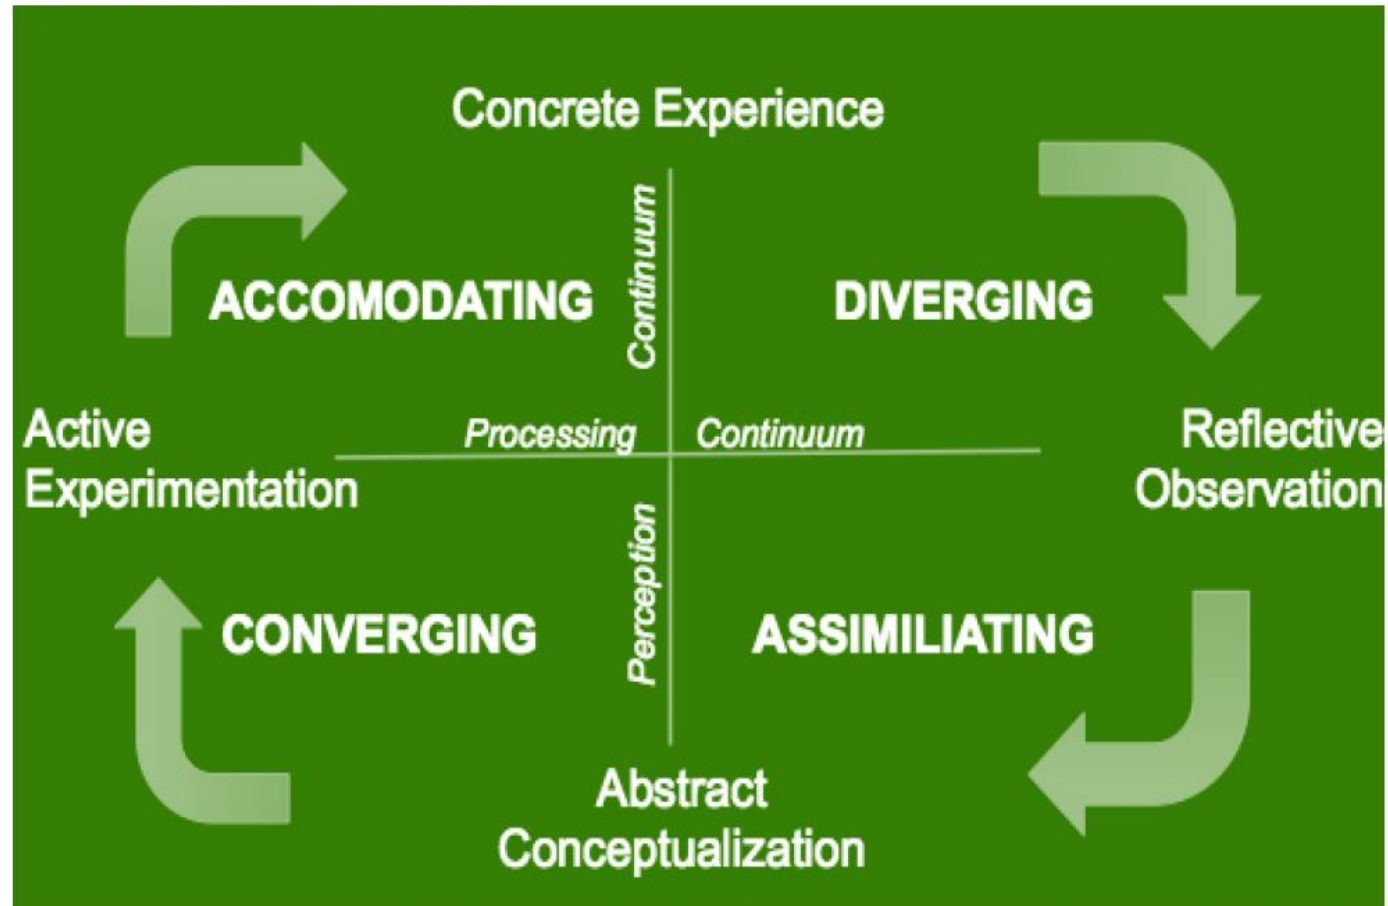 Concrete Experience
Continuum
ACCOMODATING
DIVERGING
Active
Experimentation
Processing
Continuum
Reflective
Observation
Perception
CONVERGING
ASSIMILIATING
Abstract
Conceptualization